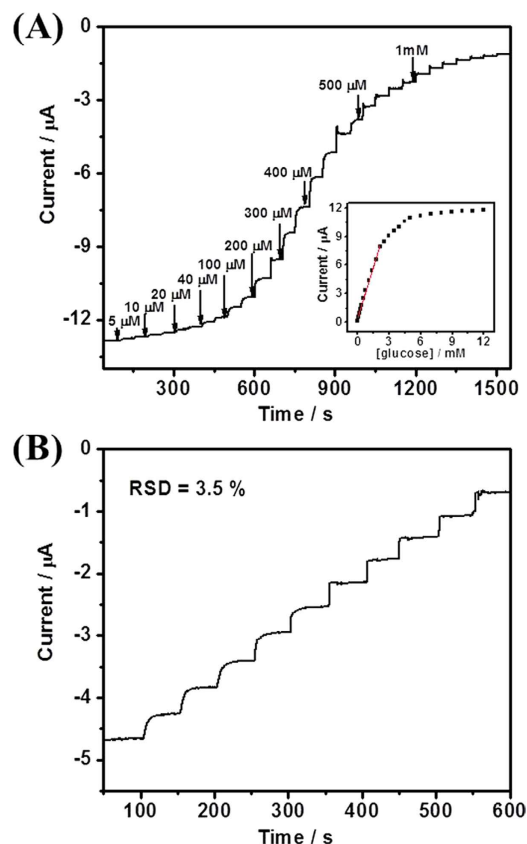 (A)
0
-3
-6
-9
-12
Current / µA
5 µM
10 µM
20 µM
40 µM
100 µM
200 µM
300 µM
400 µM
500 µM
1mM
12
9
6
3
0
Current / µA
0 3 6 9 12
[glucose] / mM
300 600 900 1200 1500
Time / s
(B)
RSD = 3.5 %
0
-1
-2
-3
-4
-5
Current / µA
100 200 300 400 500 600
Time / s